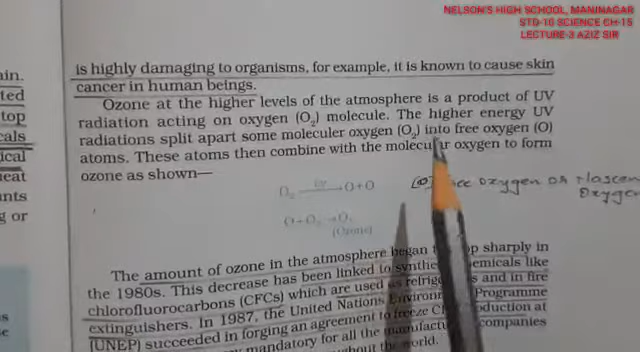 NELSON'S HIGH SCHOOL, MANINAGAR
STD-10 SCIENCE CH-15
LECTURE-3 AZIZ SIR
is highly damaging to organisms, for example, it is known to cause skin
cancer in human beings.
Ozone at the higher levels of the atmosphere is a product of UV
radiation acting on oxygen (O₂) molecule. The higher energy UV
radiations split apart some moleculer oxygen (O₂) into free oxygen (O)
atoms. These atoms then combine with the molecular oxygen to form
ozone as shown—
O₂ UV → O+O
(O) oxygen or Nascen
Oxygen
O+O₂→O₃
(Ozone)
The amount of ozone in the atmosphere began sharply in
the 1980s. This decrease has been linked to synthe emicals like
chlorofluorocarbons (CFCs) which are used as refrige s and in fire
extinguishers. In 1987, the United Nations Environ Programme
(UNEP) succeeded in forging an agreement to freeze CF oduction at
mandatory for all the manufactu companies
ghout the world.
ain.
ted
top
cals
ical
eat
nts
g or
s